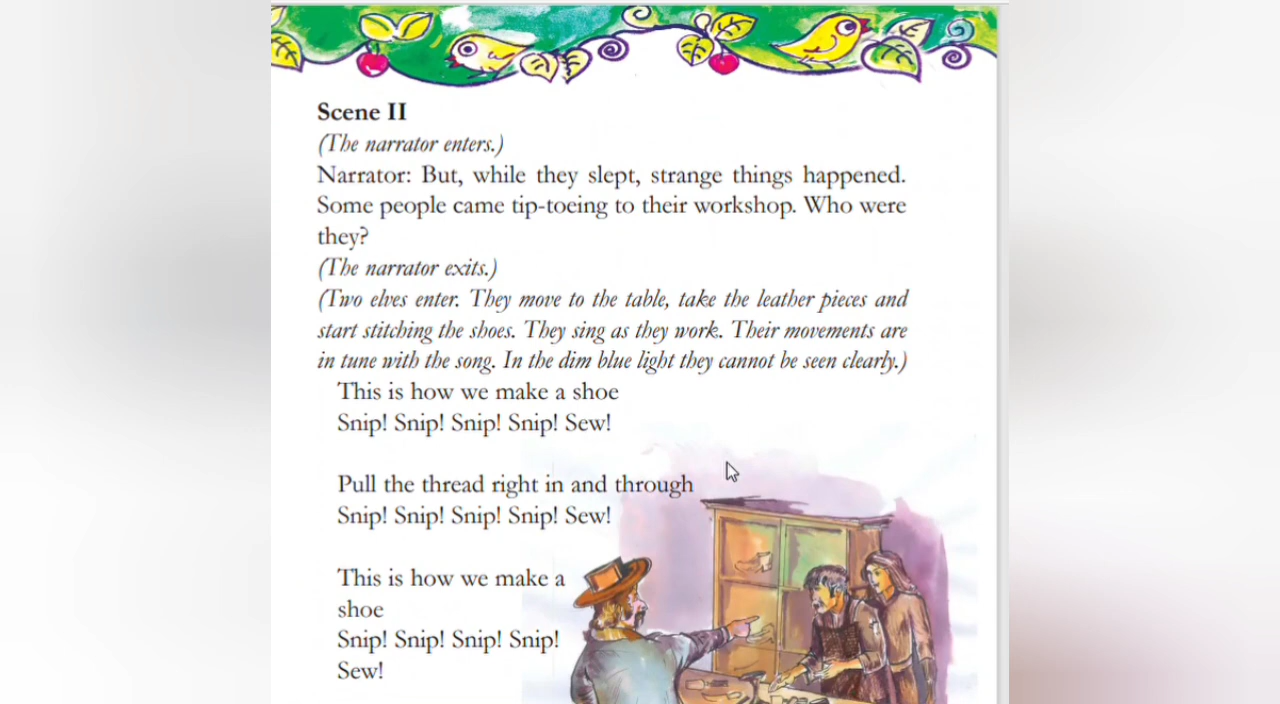 Scene II
(The narrator enters.)
Narrator: But, while they slept, strange things happened.
Some people came tip-toeing to their workshop. Who were
they?
(The narrator exits.)
(Two elves enter. They move to the table, take the leather pieces and
start stitching the shoes. They sing as they work. Their movements are
in tune with the song. In the dim blue light they cannot be seen clearly.)
This is how we make a shoe
Snip! Snip! Snip! Snip! Sew!
Pull the thread right in and through
Snip! Snip! Snip! Snip! Sew!
This is how we make a
shoe
Snip! Snip! Snip! Snip!
Sew!